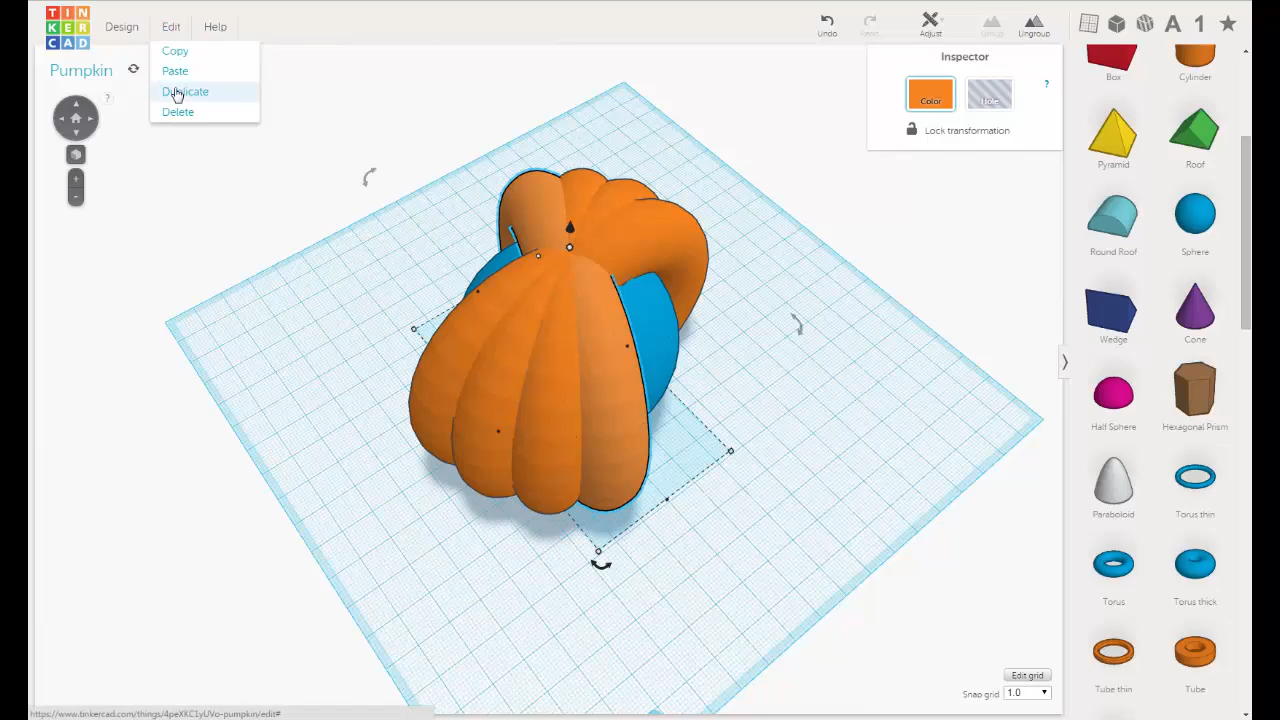 TIN
KER
CAD
Design
Edit
Help
Copy
Paste
Duplicate
Delete
Pumpkin
?
+
-
Undo
Adjust
Ungroup
A
1
Inspector
Color
Hole
?
Lock transformation
Box
Cylinder
Pyramid
Roof
Round Roof
Sphere
Wedge
Cone
Half Sphere
Hexagonal Prism
Paraboloid
Torus thin
Torus
Torus thick
Tube thin
Tube
Edit grid
Snap grid 1.0
https://www.tinkercad.com/things/4peXKC1yUVo-pumpkin/edit#